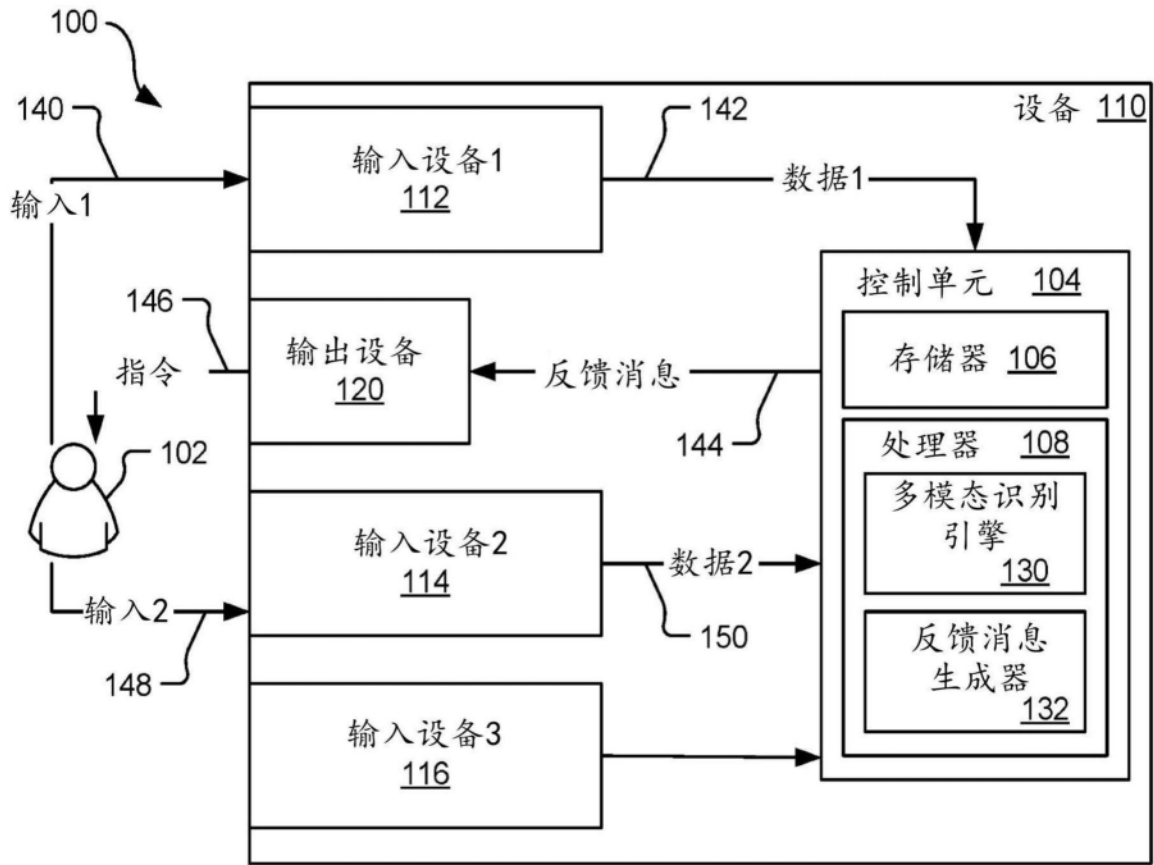 100
设备 110
140
142
输入设备1
112
数据1
输入1
控制单元 104
146
存储器
106
指令
输出设备
120
反馈消息
144
处理器 108
102
多模态识别
引擎
130
输入设备2
114
数据2
输入2
150
148
反馈消息
生成器
132
输入设备3
116